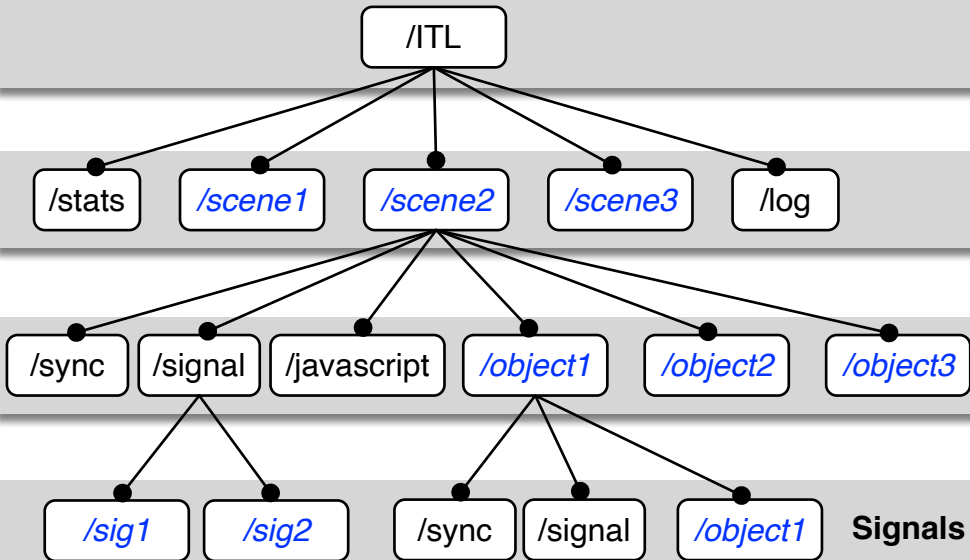 /ITL
/stats /scene1 /scene2 /scene3 /log
/sync /signal /javascript /object1 /object2 /object3
/sig1 /sig2 /sync /signal /object1 Signals